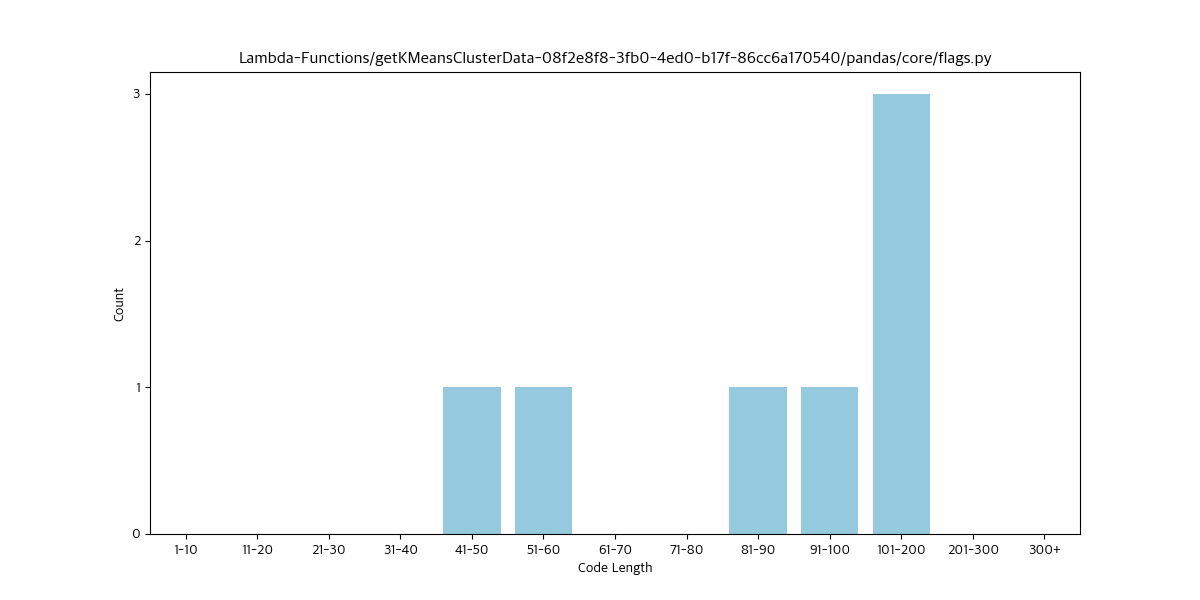 Lambda-Functions/getKMeansClusterData-08f2e8f8-3fb0-4ed0-b17f-86cc6a170540/pandas/core/flags.py
3
2
1
0
Count
1-10 11-20 21-30 31-40 41-50 51-60 61-70 71-80 81-90 91-100 101-200 201-300 300+
Code Length